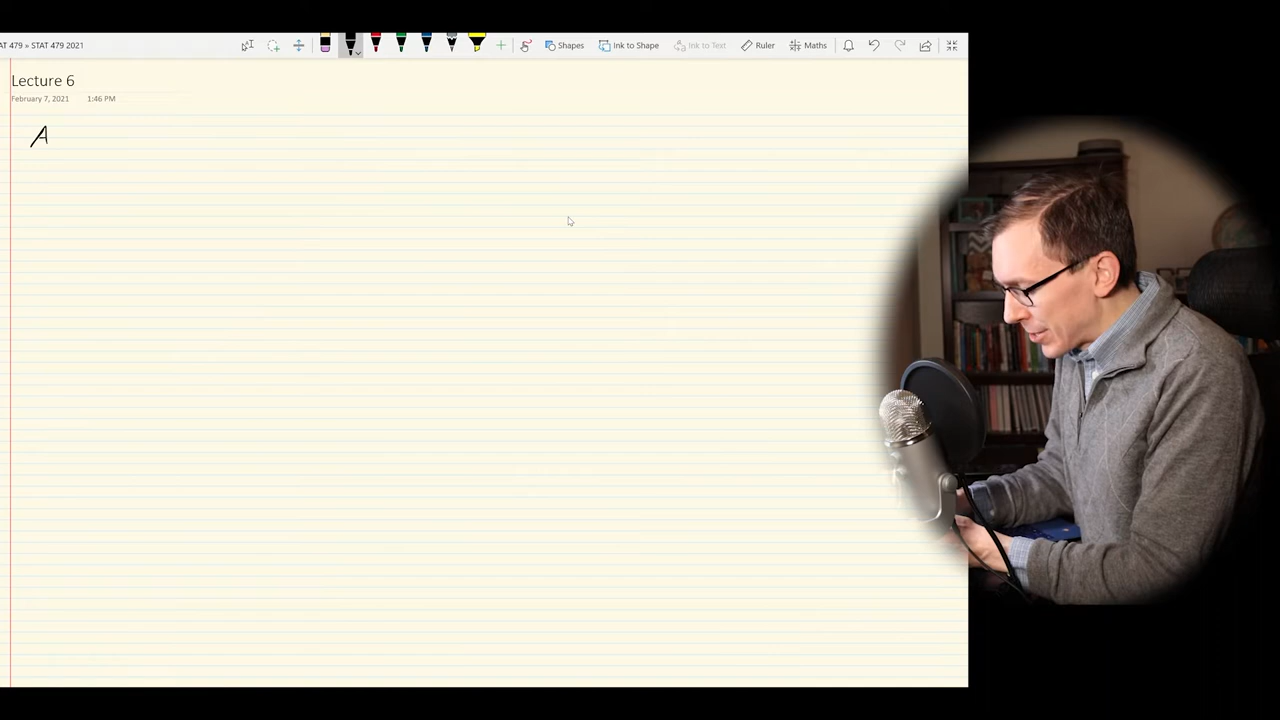 AT 479 » STAT 479 2021
Shapes Ink to Shape Ink to Text Ruler Maths
Lecture 6
February 7, 2021 1:46 PM
A